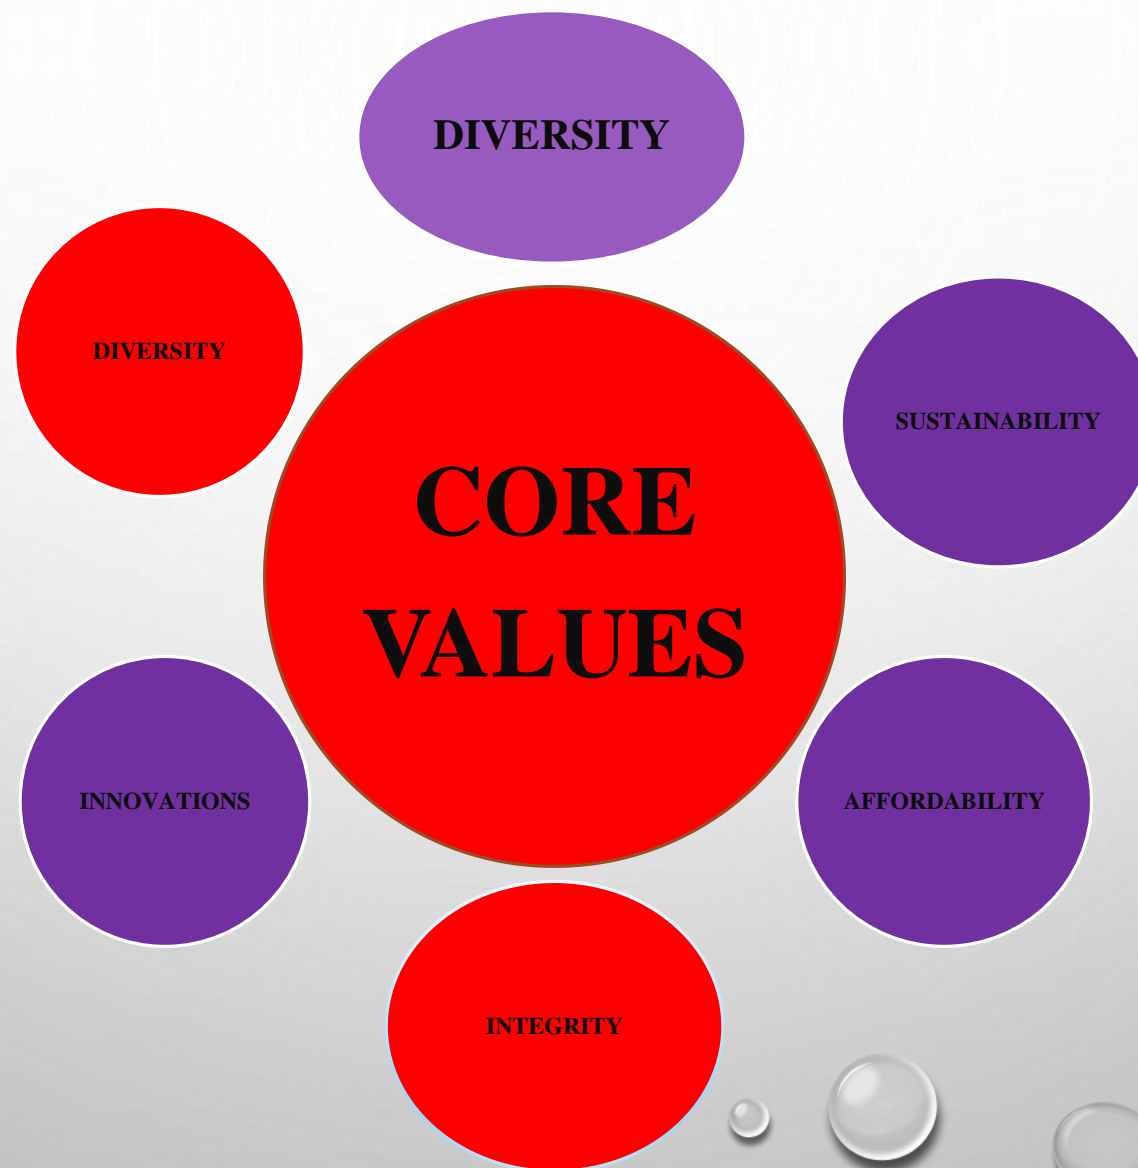 DIVERSITY
DIVERSITY
SUSTAINABILITY
CORE
VALUES
INNOVATIONS
AFFORDABILITY
INTEGRITY